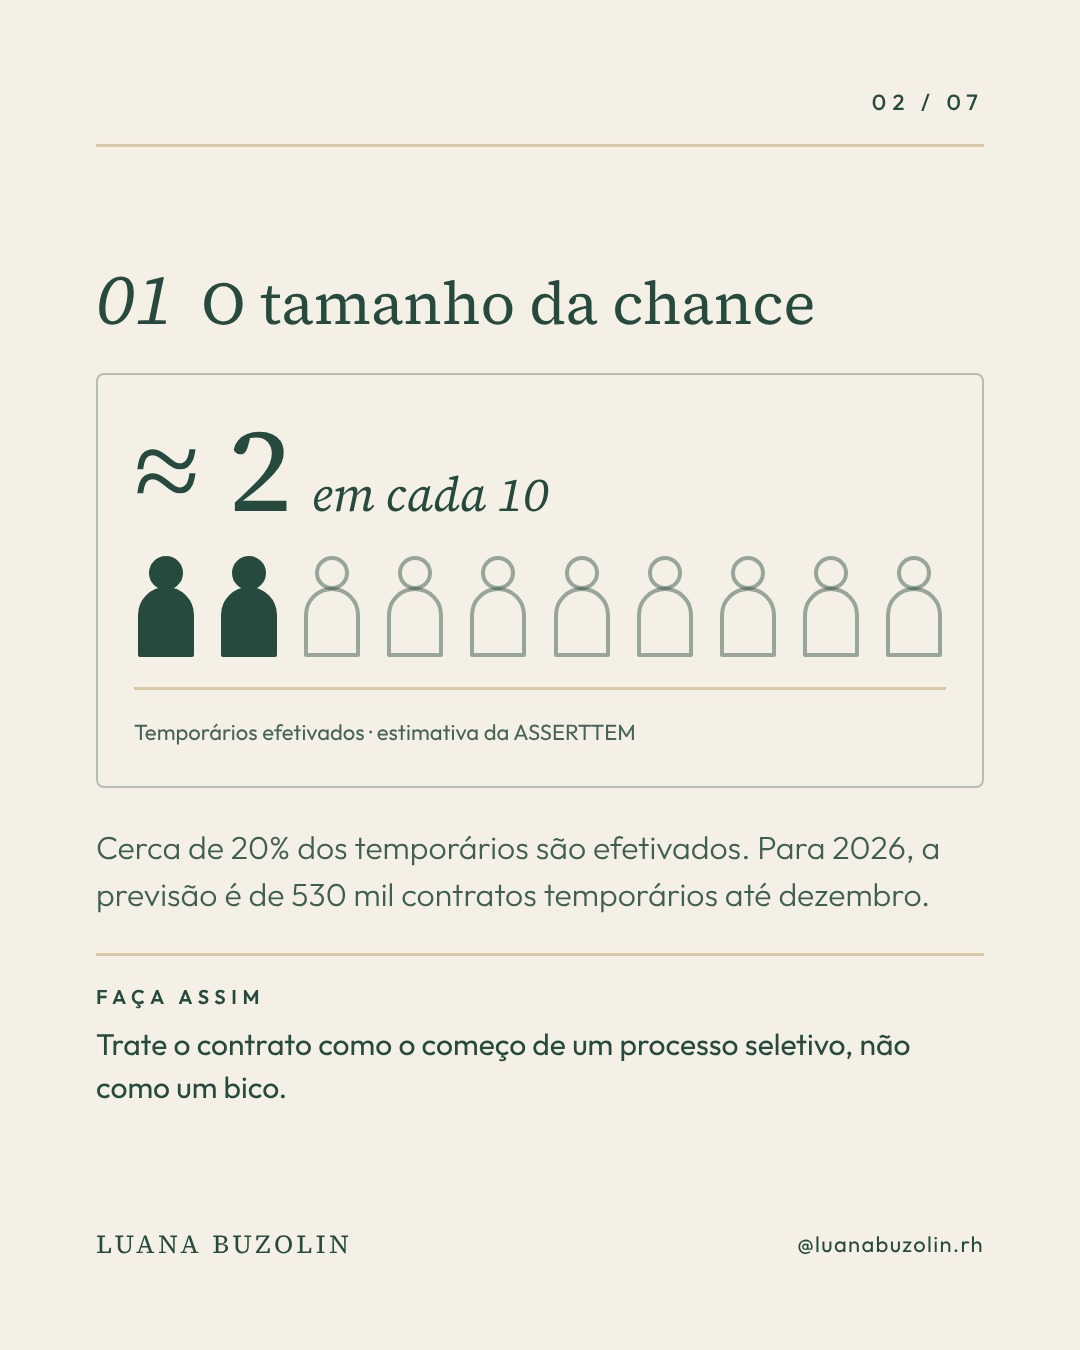 02 / 07
01 O tamanho da chance
≈ 2 em cada 10
Temporários efetivados · estimativa da ASSERTTEM
Cerca de 20% dos temporários são efetivados. Para 2026, a
previsão é de 530 mil contratos temporários até dezembro.
FAÇA ASSIM
Trate o contrato como o começo de um processo seletivo, não
como um bico.
LUANA BUZOLIN
@luanabuzolin.rh